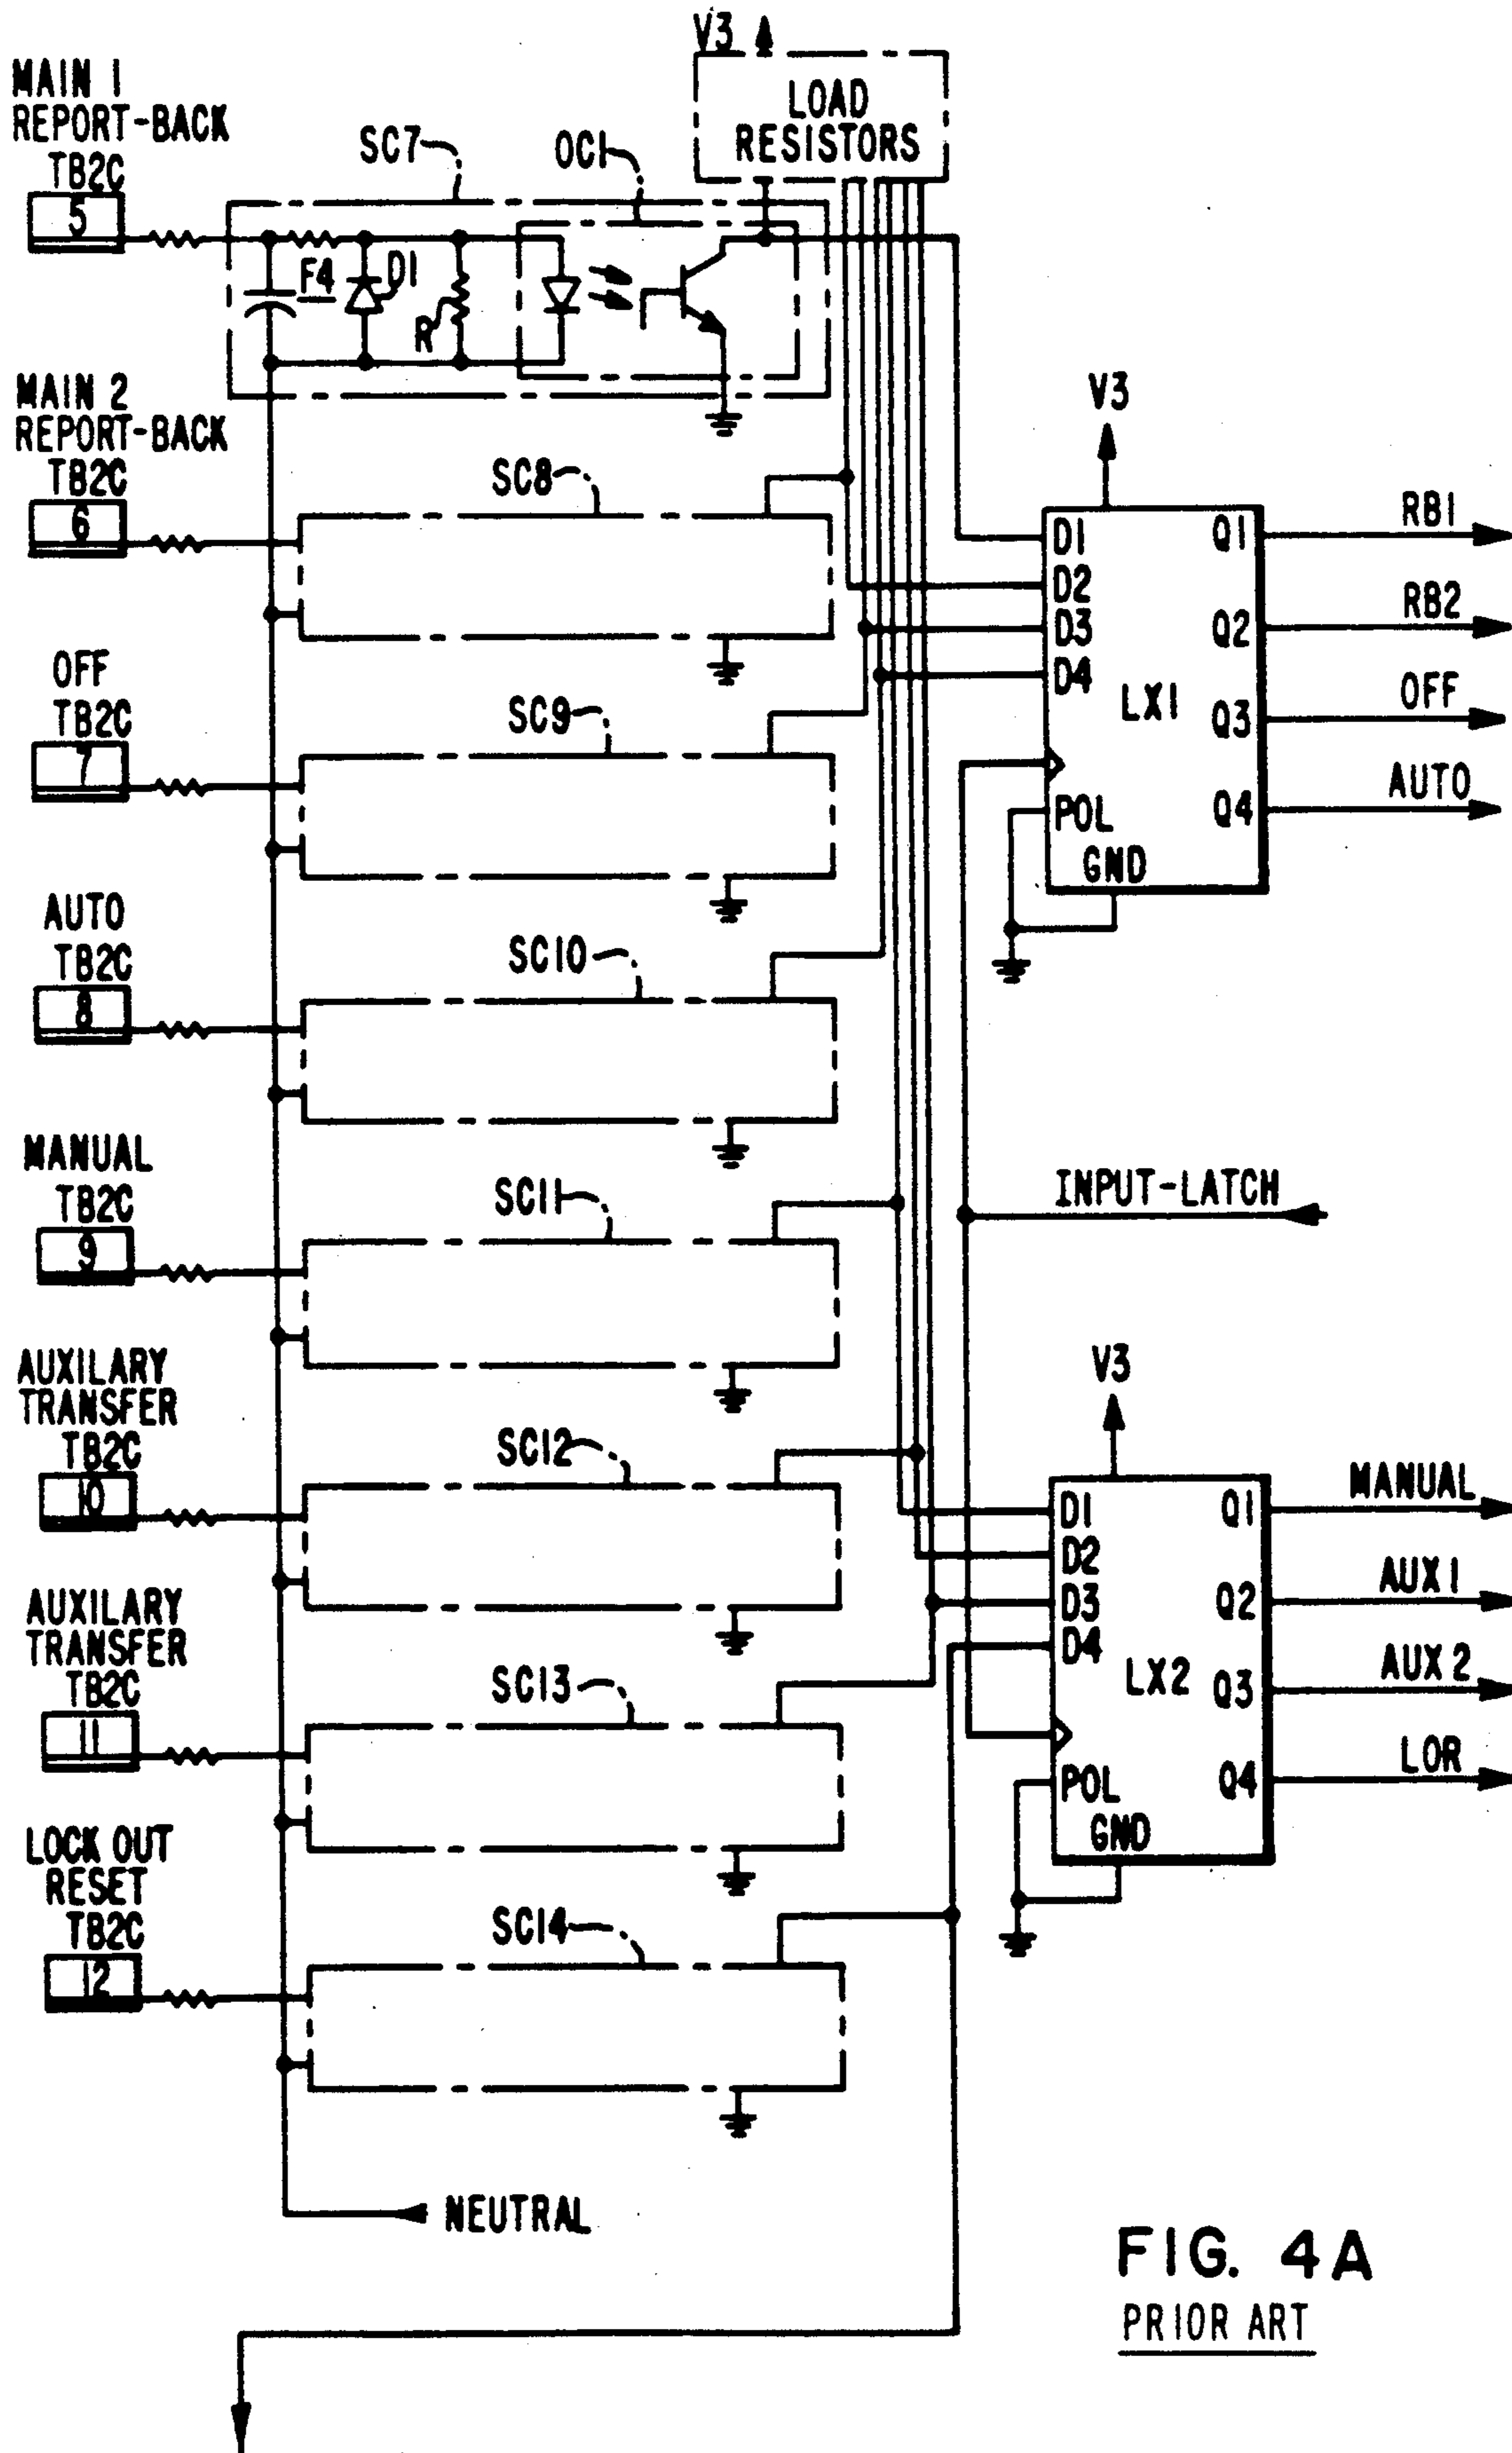 V3
LOAD
RESISTORS
MAIN 1
REPORT-BACK
TB2C
5
SC7
OC1
F4
D1
R
MAIN 2
REPORT-BACK
TB2C
6
SC8
OFF
TB2C
7
SC9
AUTO
TB2C
8
SC10
MANUAL
TB2C
9
SC11
AUXILARY
TRANSFER
TB2C
10
SC12
AUXILARY
TRANSFER
TB2C
11
SC13
LOCK OUT
RESET
TB2C
12
SC14
NEUTRAL
V3
D1
D2
D3
D4
LX1
POL
GND
Q1
Q2
Q3
Q4
RB1
RB2
OFF
AUTO
INPUT-LATCH
V3
D1
D2
D3
D4
LX2
POL
GND
Q1
Q2
Q3
Q4
MANUAL
AUX 1
AUX 2
LOR
FIG. 4A
PRIOR ART